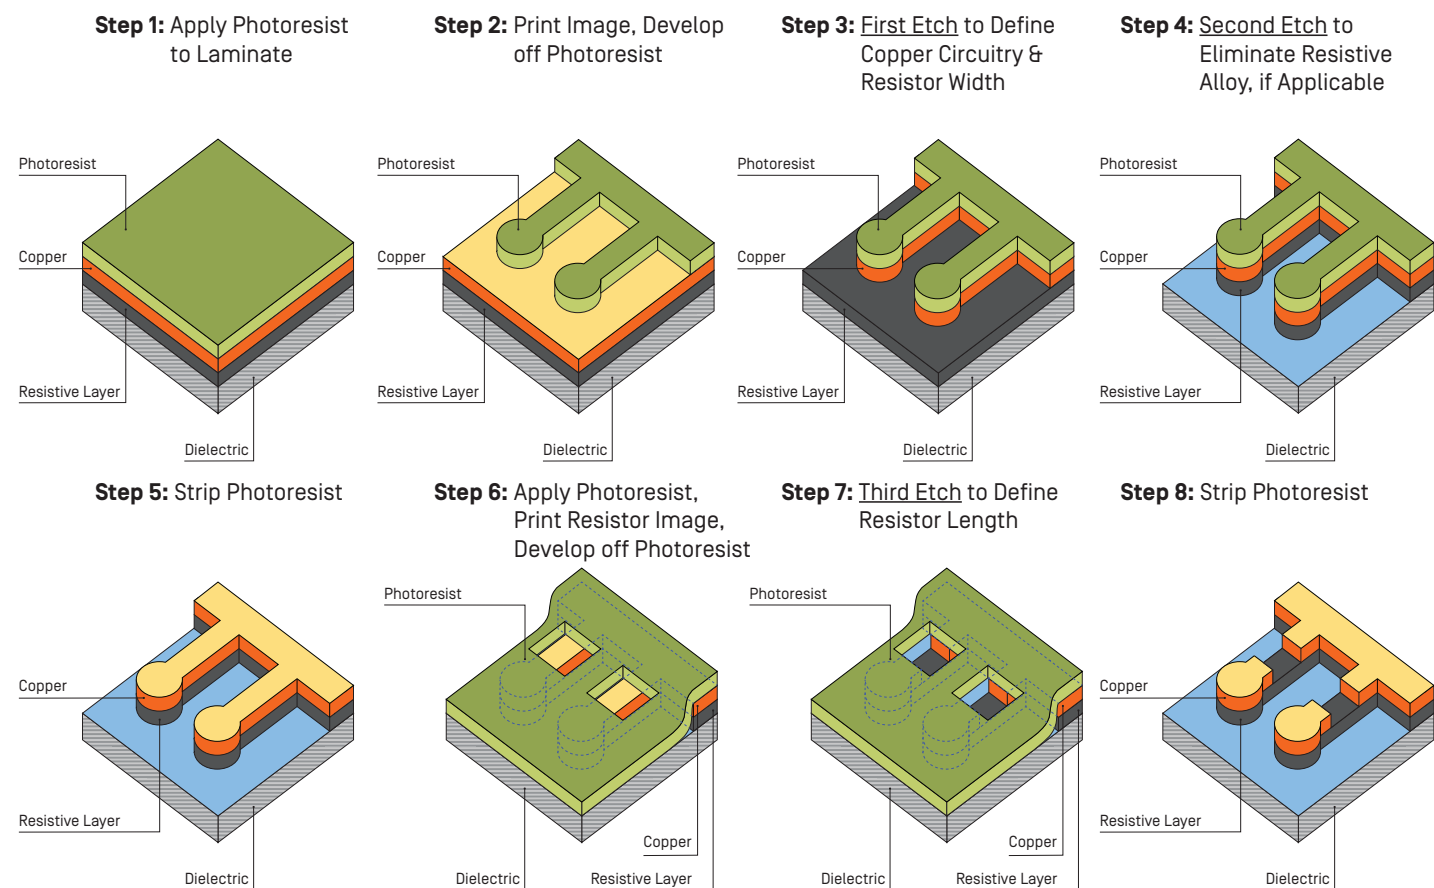 Step 1: Apply Photoresist
to Laminate
Step 2: Print Image, Develop
off Photoresist
Step 3: First Etch to Define
Copper Circuitry &
Resistor Width
Step 4: Second Etch to
Eliminate Resistive
Alloy, if Applicable
Photoresist
Copper
Resistive Layer
Dielectric
Photoresist
Copper
Resistive Layer
Dielectric
Photoresist
Copper
Resistive Layer
Dielectric
Photoresist
Copper
Resistive Layer
Dielectric
Step 5: Strip Photoresist
Step 6: Apply Photoresist,
Print Resistor Image,
Develop off Photoresist
Step 7: Third Etch to Define
Resistor Length
Step 8: Strip Photoresist
Copper
Resistive Layer
Dielectric
Photoresist
Copper
Dielectric
Resistive Layer
Photoresist
Copper
Dielectric
Resistive Layer
Copper
Resistive Layer
Dielectric